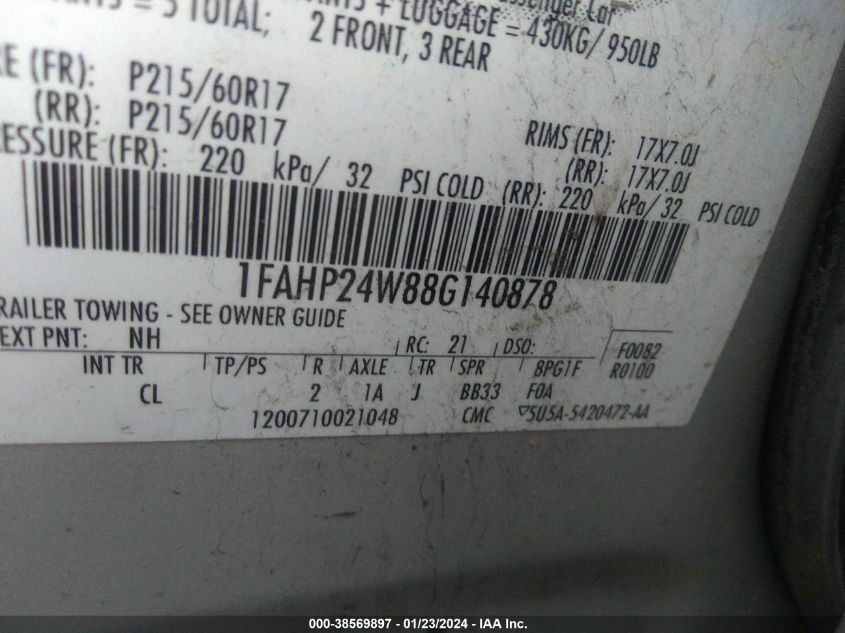 = 5 TOTAL; 2 FRONT, 3 REAR
+ LUGGAGE = 430KG/ 950LB
(FR): P215/60R17
(RR): P215/60R17
RIMS (FR): 17X7.0J
(RR): 17X7.0J
(FR): 220 kPa/ 32 PSI COLD (RR): 220 kPa/ 32 PSI COLD
1FAHP24W88G140878
RAILER TOWING - SEE OWNER GUIDE
EXT PNT: NH RC: 21 DSO: F0082
INT TR TP/PS R AXLE TR SPR 8PG1F R0100
CL 2 1A J BB33 F0A
1200710021048 CMC ▽5U5A-5420472-AA
000-38569897 - 01/23/2024 - IAA Inc.